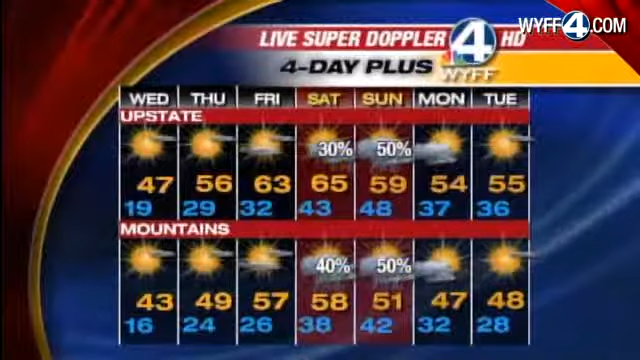 WYFF4.COM
LIVE SUPER DOPPLER 4 HD
4-DAY PLUS WYFF
WED THU FRI SAT SUN MON TUE
UPSTATE
30% 50%
47 56 63 65 59 54 55
19 29 32 43 48 37 36
MOUNTAINS
40% 50%
43 49 57 58 51 47 48
16 24 26 38 42 32 28